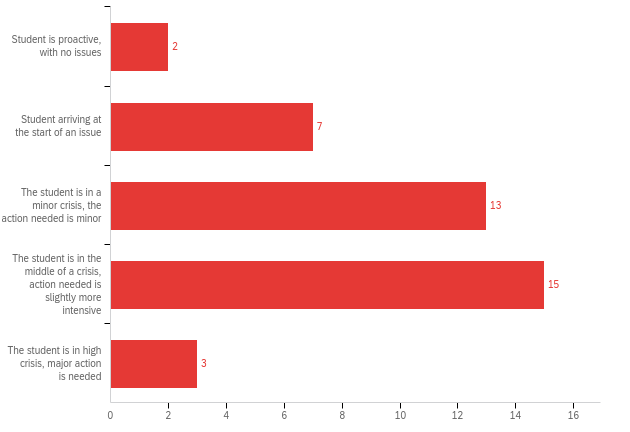 Student is proactive,
with no issues
2
Student arriving at
the start of an issue
7
The student is in a
minor crisis, the
action needed is minor
13
The student is in the
middle of a crisis,
action needed is
slightly more
intensive
15
The student is in high
crisis, major action
is needed
3
0 2 4 6 8 10 12 14 16